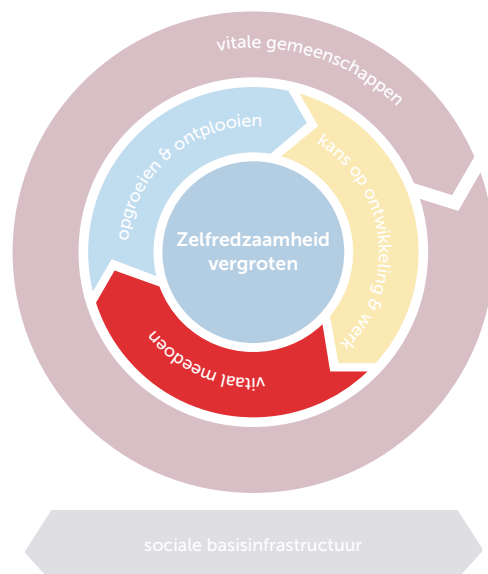 vitale gemeenschappen
opgroeien & ontplooien
kans op ontwikkeling & werk
Zelfredzaamheid
vergroten
vitaal meedoen
sociale basisinfrastructuur